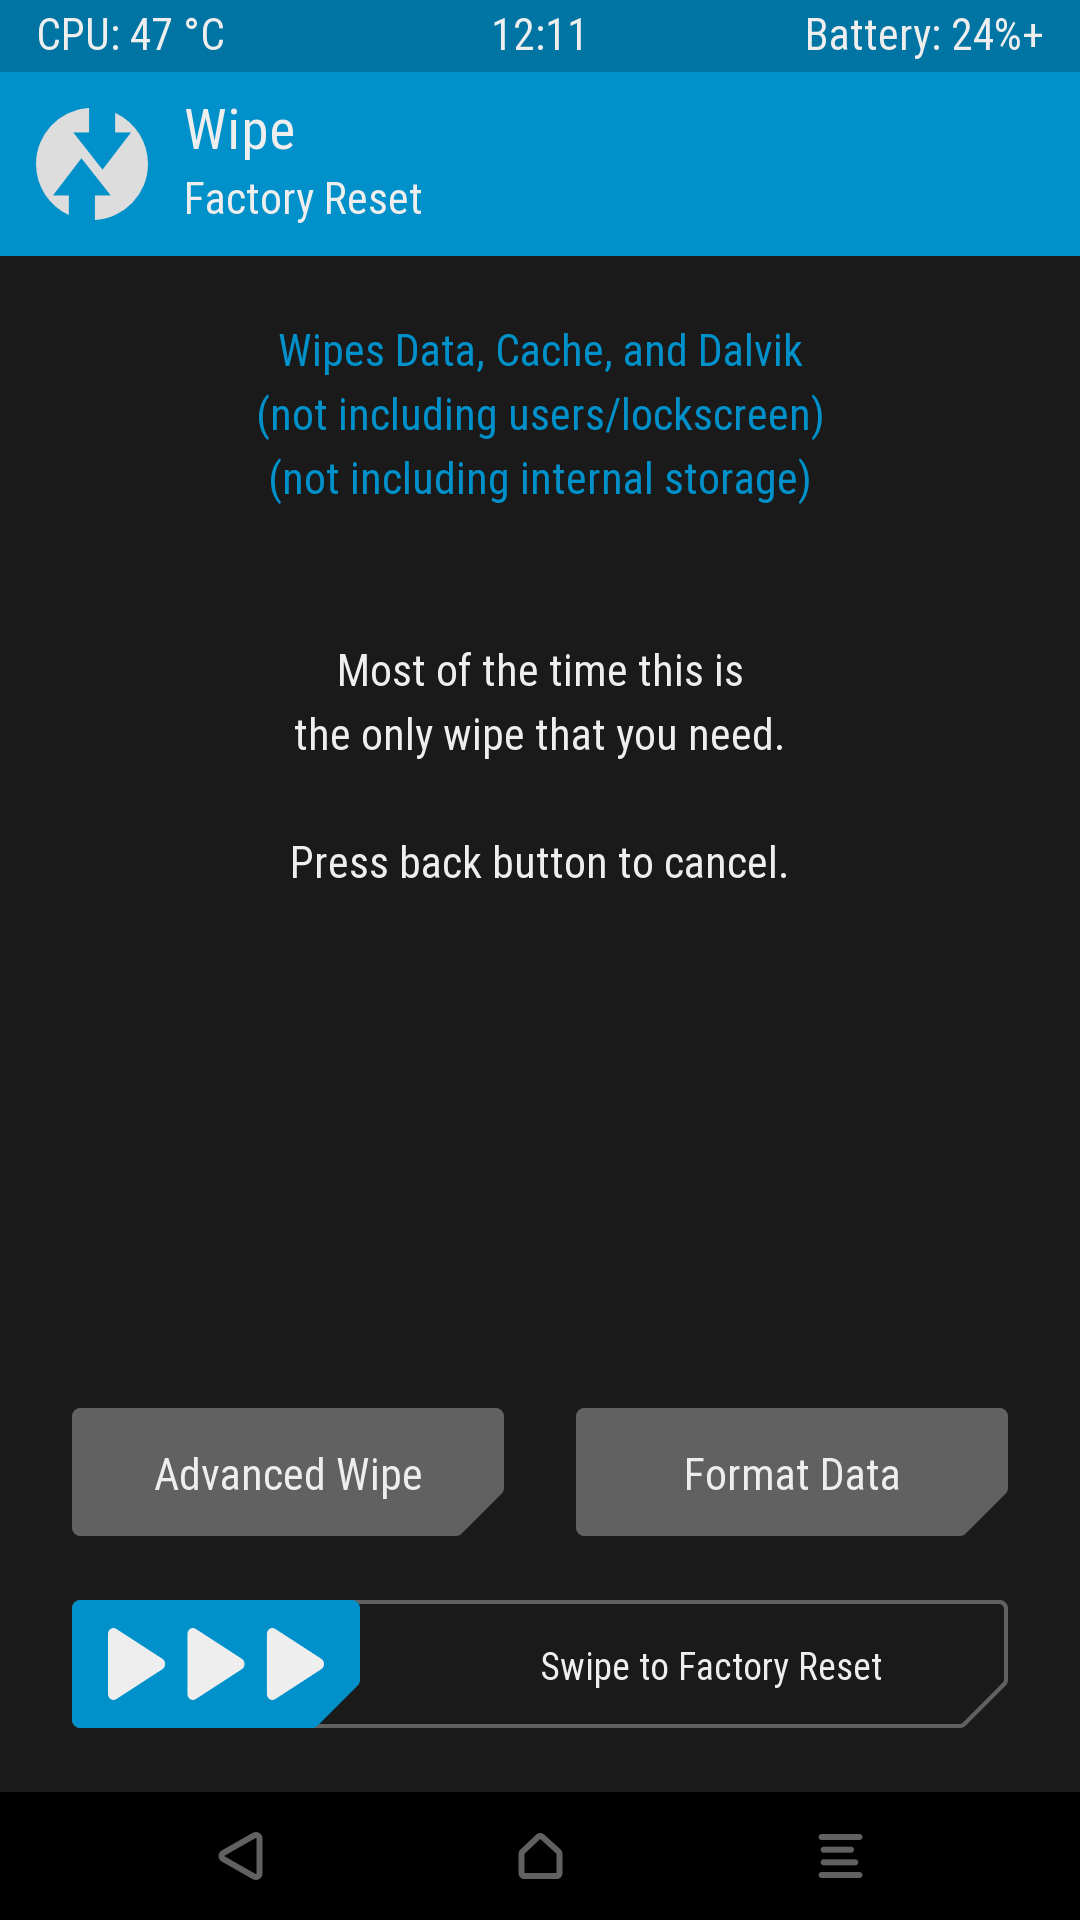 CPU: 47 °C 12:11 Battery: 24%+
Wipe
Factory Reset
Wipes Data, Cache, and Dalvik
(not including users/lockscreen)
(not including internal storage)
Most of the time this is
the only wipe that you need.
Press back button to cancel.
Advanced Wipe Format Data
Swipe to Factory Reset